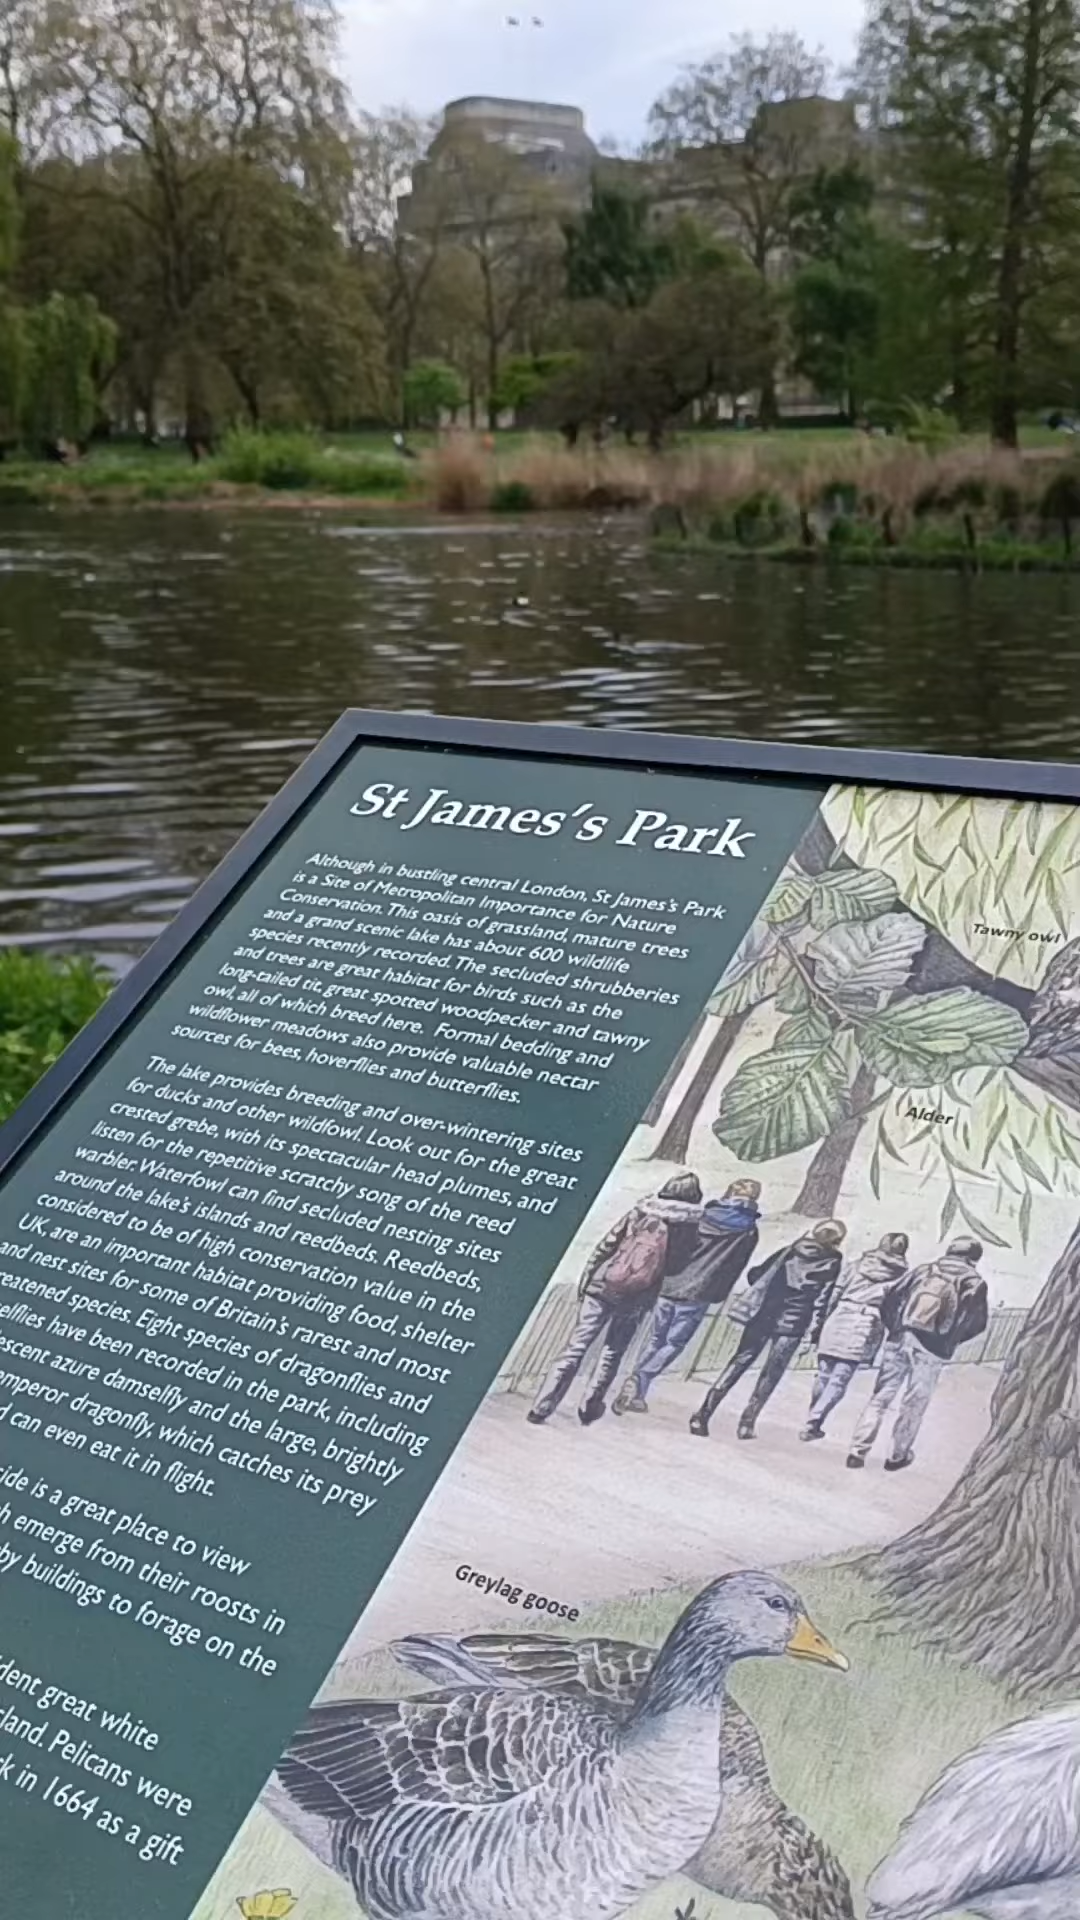 St James's Park
Although in bustling central London, St James's Park
is a Site of Metropolitan Importance for Nature
Conservation. This oasis of grassland, mature trees
and a grand scenic lake has about 600 wildlife
species recently recorded. The secluded shrubberies
and trees are great habitat for birds such as the
long-tailed tit, great spotted woodpecker and tawny
owl, all of which breed here. Formal bedding and
wildflower meadows also provide valuable nectar
sources for bees, hoverflies and butterflies.
The lake provides breeding and over-wintering sites
for ducks and other wildfowl. Look out for the great
crested grebe, with its spectacular head plumes, and
listen for the repetitive scratchy song of the reed
warbler. Waterfowl can find secluded nesting sites
around the lake's islands and reedbeds. Reedbeds,
considered to be of high conservation value in the
UK, are an important habitat providing food, shelter
and nest sites for some of Britain's rarest and most
species. Eight species of dragonflies and
have been recorded in the park, including
azure damselfly and the large, brightly
emperor dragonfly, which catches its prey
can even eat it in flight.
is a great place to view
emerge from their roosts in
buildings to forage on the
great white
Pelicans were
in 1664 as a gift
Tawny owl
Alder
Greylag goose